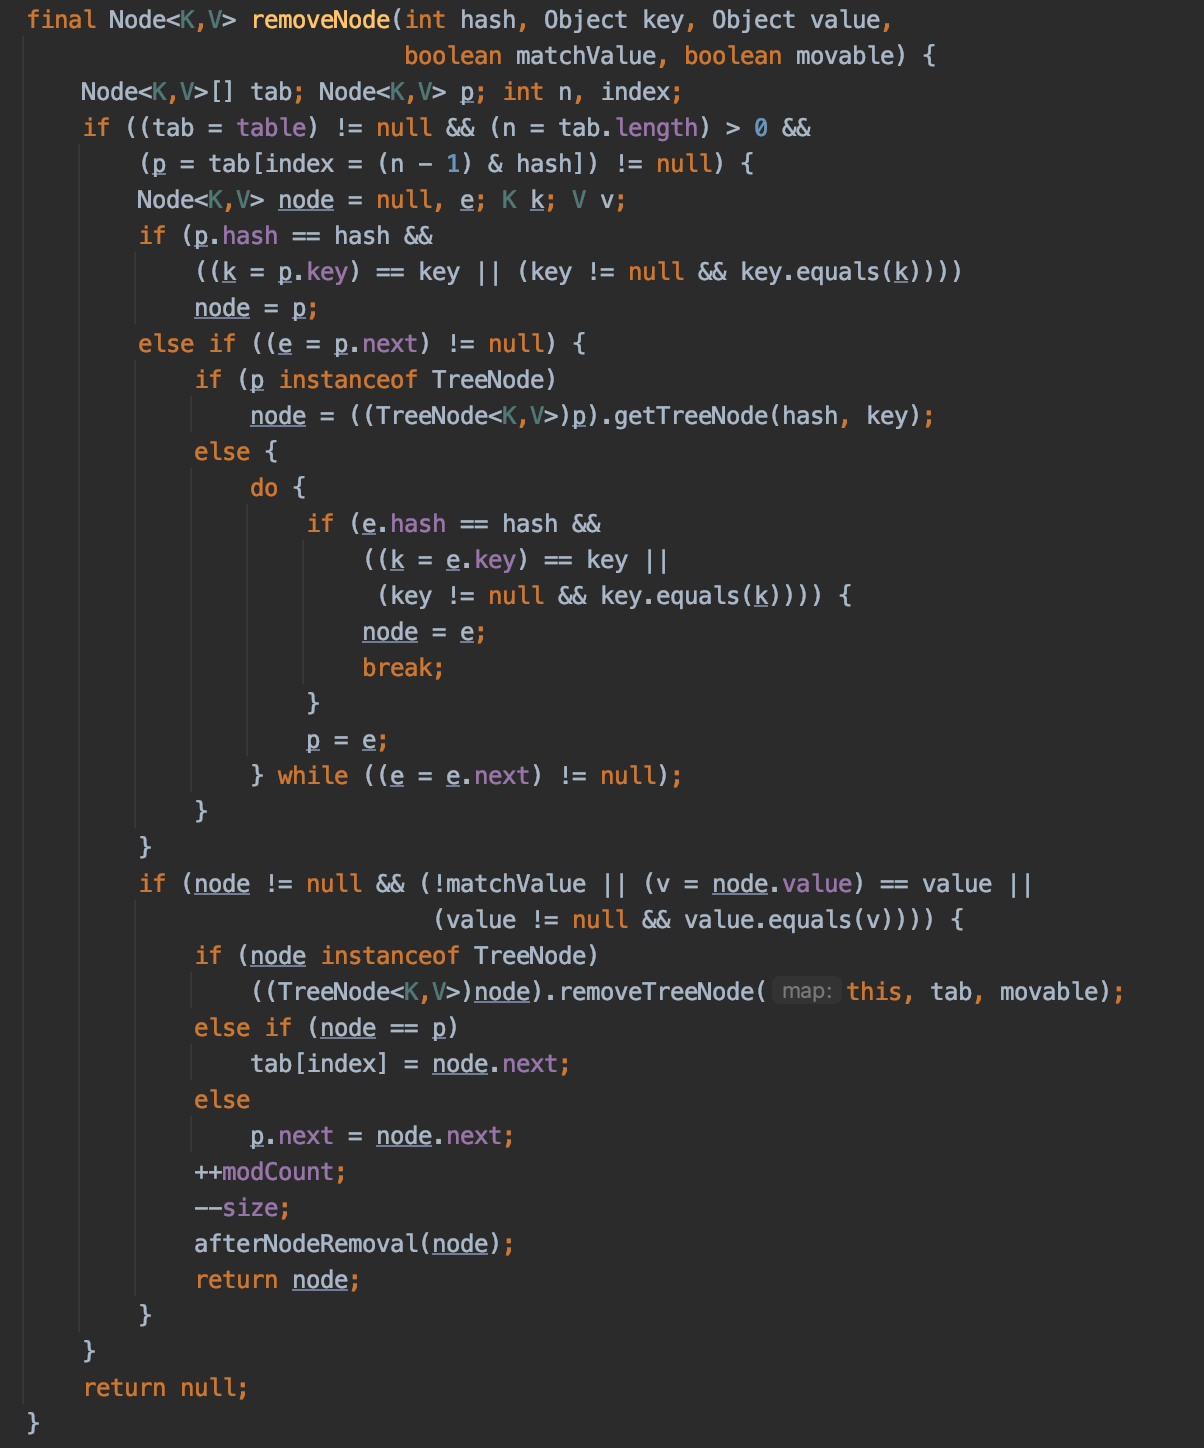 final Node<K,V> removeNode(int hash, Object key, Object value,
                           boolean matchValue, boolean movable) {
    Node<K,V>[] tab; Node<K,V> p; int n, index;
    if ((tab = table) != null && (n = tab.length) > 0 &&
        (p = tab[index = (n - 1) & hash]) != null) {
        Node<K,V> node = null, e; K k; V v;
        if (p.hash == hash &&
            ((k = p.key) == key || (key != null && key.equals(k))))
            node = p;
        else if ((e = p.next) != null) {
            if (p instanceof TreeNode)
                node = ((TreeNode<K,V>)p).getTreeNode(hash, key);
            else {
                do {
                    if (e.hash == hash &&
                        ((k = e.key) == key ||
                         (key != null && key.equals(k)))) {
                        node = e;
                        break;
                    }
                    p = e;
                } while ((e = e.next) != null);
            }
        }
        if (node != null && (!matchValue || (v = node.value) == value ||
                             (value != null && value.equals(v)))) {
            if (node instanceof TreeNode)
                ((TreeNode<K,V>)node).removeTreeNode( map: this, tab, movable);
            else if (node == p)
                tab[index] = node.next;
            else
                p.next = node.next;
            ++modCount;
            --size;
            afterNodeRemoval(node);
            return node;
        }
    }
    return null;
}